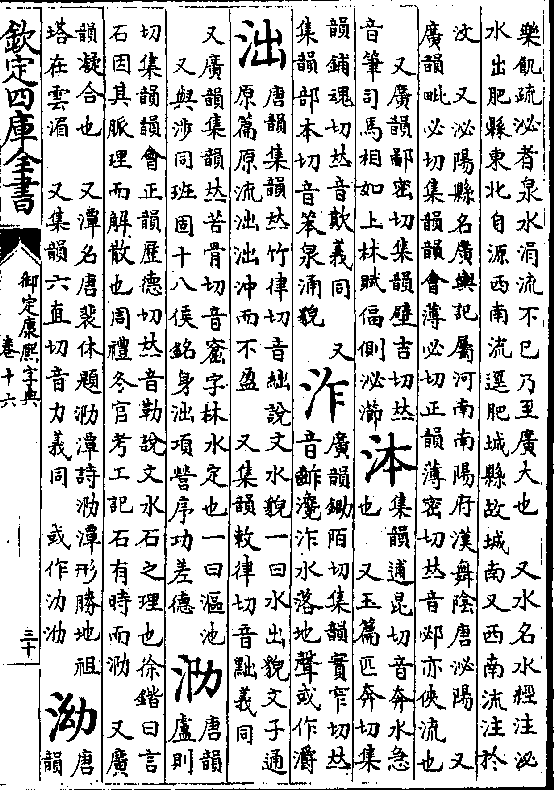 樂飢疏泌者泉水涓流不已乃至廣大也　又水名水經注泌
水出肥縣東北自源西南流逕肥城縣故城南又西南流注於
汶　又泌陽縣名廣輿記屬河南南陽府漢舞陰唐泌陽　又
廣韻毗必切集韻韻會薄必切正韻薄密切𠀤音邲亦俠流也
又廣韻鄙密切集韻壁吉切𠀤
音筆司馬相如上林賦偪側泌瀄
泍
集韻逋昆切音奔水急
也　又玉篇匹奔切集
韻鋪魂切𠀤音歕義同　又
集韻部本切音笨泉涌貌
泎
廣韻鋤陌切集韻實窄切𠀤
音齰瀺泎水落地聲或作灂
泏
唐韻集韻𠀤竹律切音絀說文水貌一曰水出貌文子通
原篇原流泏泏沖而不盈　又集韻敕律切音黜義同
又廣韻集韻𠀤苦骨切音窟字林水定也一曰漚池
又與涉同班固十八侯銘身泏項營序功差德
泐
唐韻
盧則
切集韻韻會正韻歷德切𠀤音勒說文水石之理也徐鍇曰言
石因其脈理而解散也周禮冬官考工記石有時而泐　又廣
韻凝合也　又潭名唐裴休題泐潭詩泐潭形勝地祖
塔在雲湄　又集韻六直切音力義同　或作氻泐
泑
唐
韻
欽定四庫全書
御定康熙字典
卷十六
三十